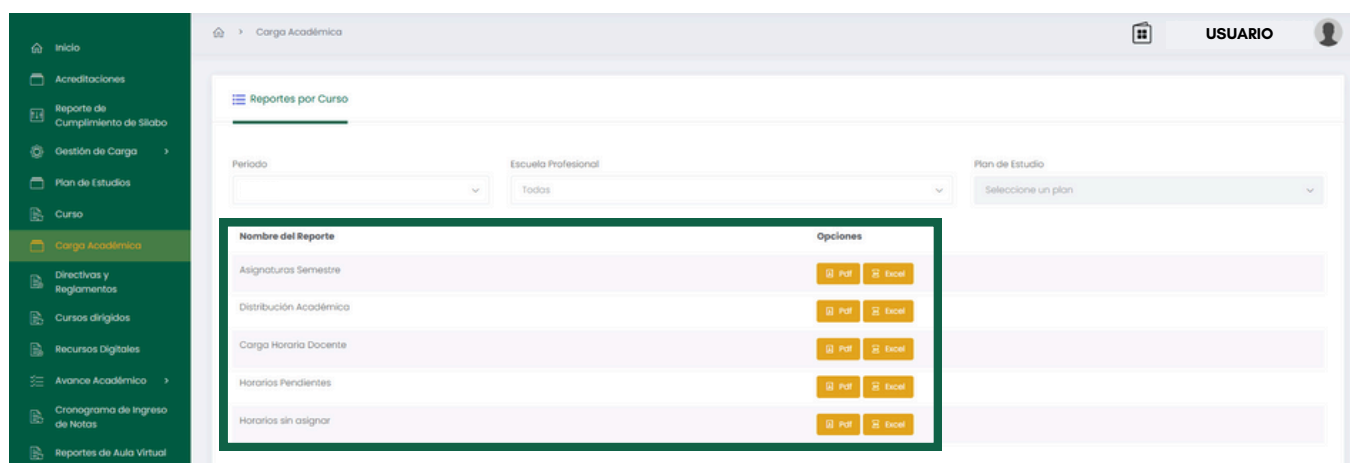 Inicio
Acreditaciones
Reporte de
Cumplimiento de Sílabo
Gestión de Carga
Plan de Estudios
Curso
Carga Académica
Directivas y
Reglamentos
Cursos dirigidos
Recursos Digitales
Avance Académico
Cronograma de Ingreso
de Notas
Reportes de Aula Virtual
> Carga Académica
USUARIO
Reportes por Curso
Periodo Escuela Profesional Plan de Estudio
Todas Seleccione un plan
Nombre del Reporte Opciones
Asignaturas Semestre Pdf Excel
Distribución Académica Pdf Excel
Carga Horaria Docente Pdf Excel
Horarios Pendientes Pdf Excel
Horarios sin asignar Pdf Excel